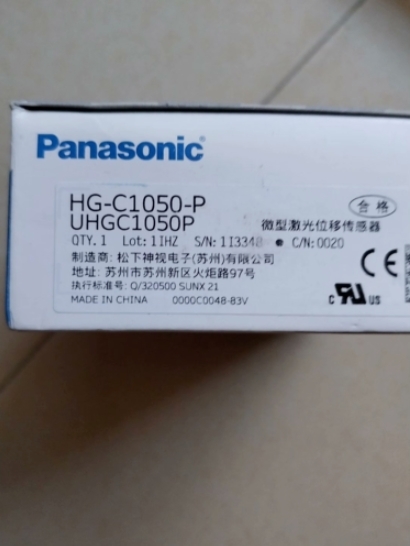 Panasonic
HG-C1050-P
UHGC1050P
合格
微型激光位移传感器
QTY.1 Lot:11HZ S/N:113348 C/N:0020
制造商: 松下神视电子(苏州)有限公司
地址: 苏州市苏州新区火炬路97号
执行标准号: Q/320500 SUNX 21
MADE IN CHINA 0000C0048-83V
CE
c RU US